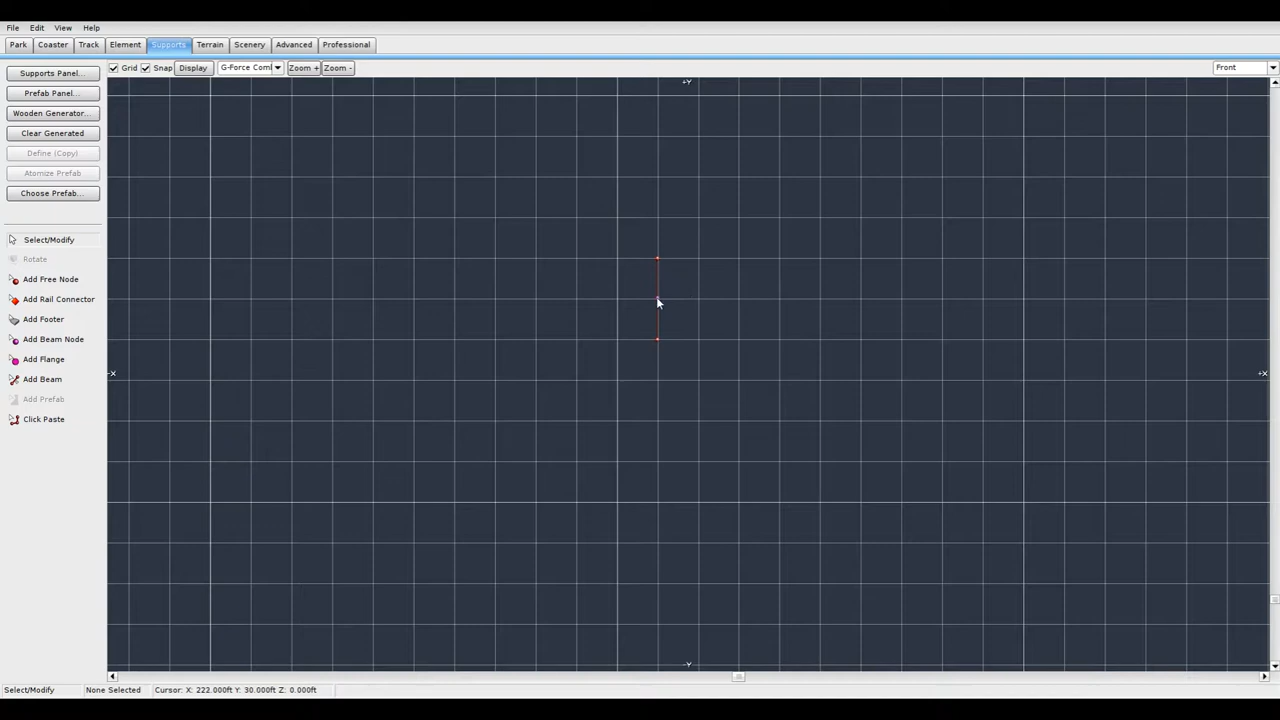 File Edit View Help
Park Coaster Track Element Supports Terrain Scenery Advanced Professional
Grid Snap Display G-Force Coml Zoom + Zoom - Front
Supports Panel...
Prefab Panel...
Wooden Generator...
Clear Generated
Define (Copy)
Atomize Prefab
Choose Prefab...
Select/Modify
Rotate
Add Free Node
Add Rail Connector
Add Footer
Add Beam Node
Add Flange
Add Beam
Add Prefab
Click Paste
+Y
-X
+X
-Y
Select/Modify None Selected Cursor: X: 222.000ft Y: 30.000ft Z: 0.000ft